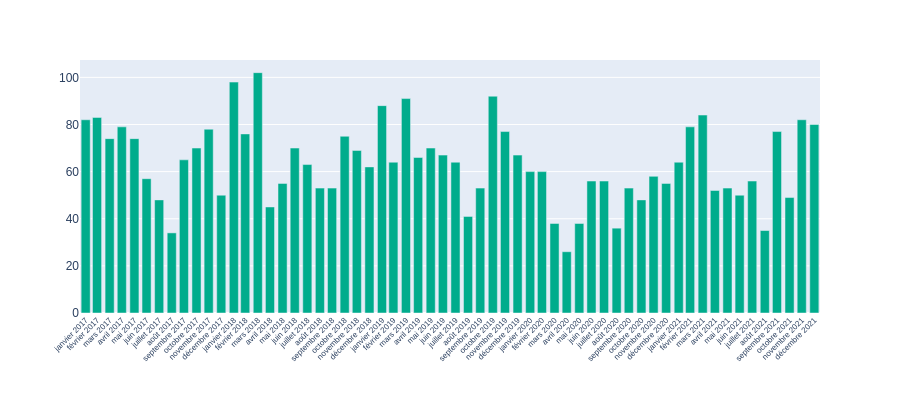 100
80
60
40
20
0
janvier 2017
février 2017
mars 2017
avril 2017
mai 2017
juin 2017
juillet 2017
août 2017
septembre 2017
octobre 2017
novembre 2017
décembre 2017
janvier 2018
février 2018
mars 2018
avril 2018
mai 2018
juin 2018
juillet 2018
août 2018
septembre 2018
octobre 2018
novembre 2018
décembre 2018
janvier 2019
février 2019
mars 2019
avril 2019
mai 2019
juin 2019
juillet 2019
août 2019
septembre 2019
octobre 2019
novembre 2019
décembre 2019
janvier 2020
février 2020
mars 2020
avril 2020
mai 2020
juin 2020
juillet 2020
août 2020
septembre 2020
octobre 2020
novembre 2020
décembre 2020
janvier 2021
février 2021
mars 2021
avril 2021
mai 2021
juin 2021
juillet 2021
août 2021
septembre 2021
octobre 2021
novembre 2021
décembre 2021